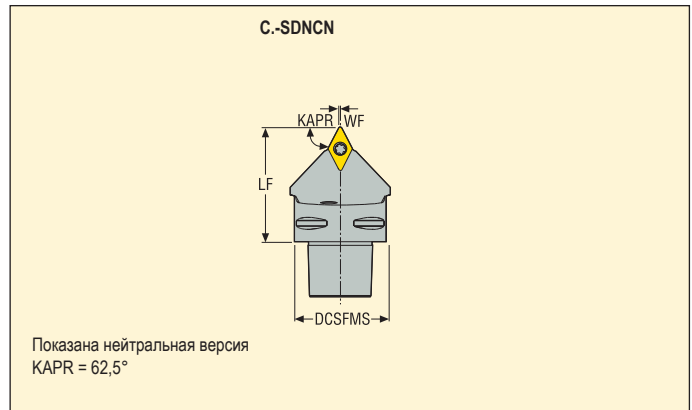 C.-SDNCN
KAPR WF
LF
DCSFMS
Показана нейтральная версия
KAPR = 62,5°